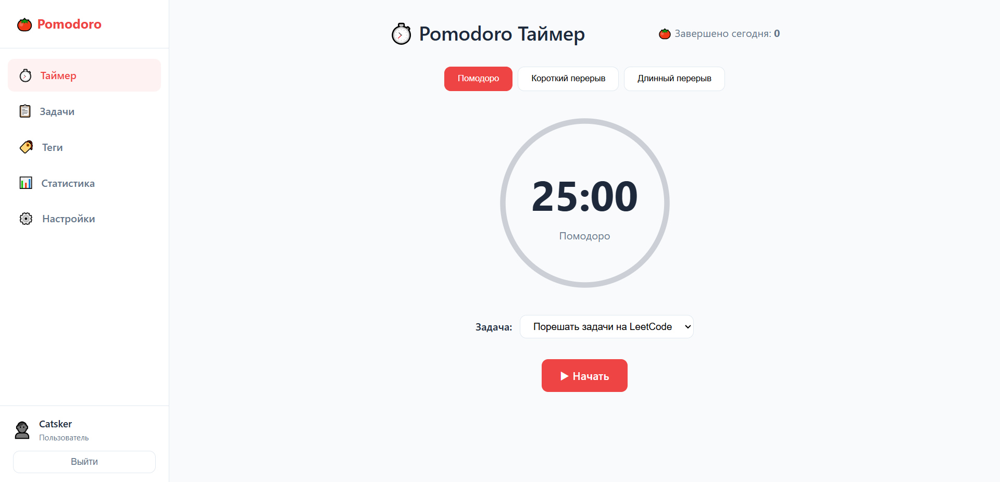 Pomodoro
Таймер
Задачи
Теги
Статистика
Настройки
Catsker
Пользователь
Выйти
Pomodoro Таймер
Завершено сегодня: 0
Помодоро
Короткий перерыв
Длинный перерыв
25:00
Помодоро
Задача:
Порешать задачи на LeetCode
Начать